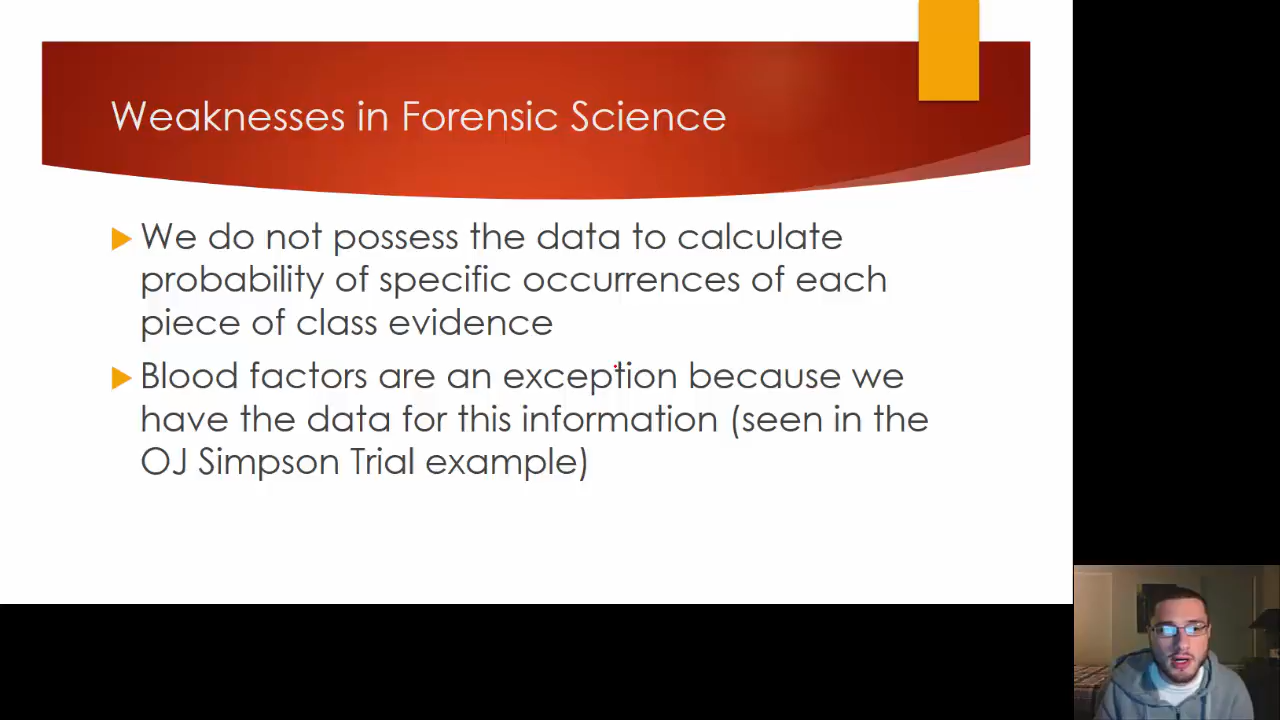 Weaknesses in Forensic Science
We do not possess the data to calculate
probability of specific occurrences of each
piece of class evidence
Blood factors are an exception because we
have the data for this information (seen in the
OJ Simpson Trial example)